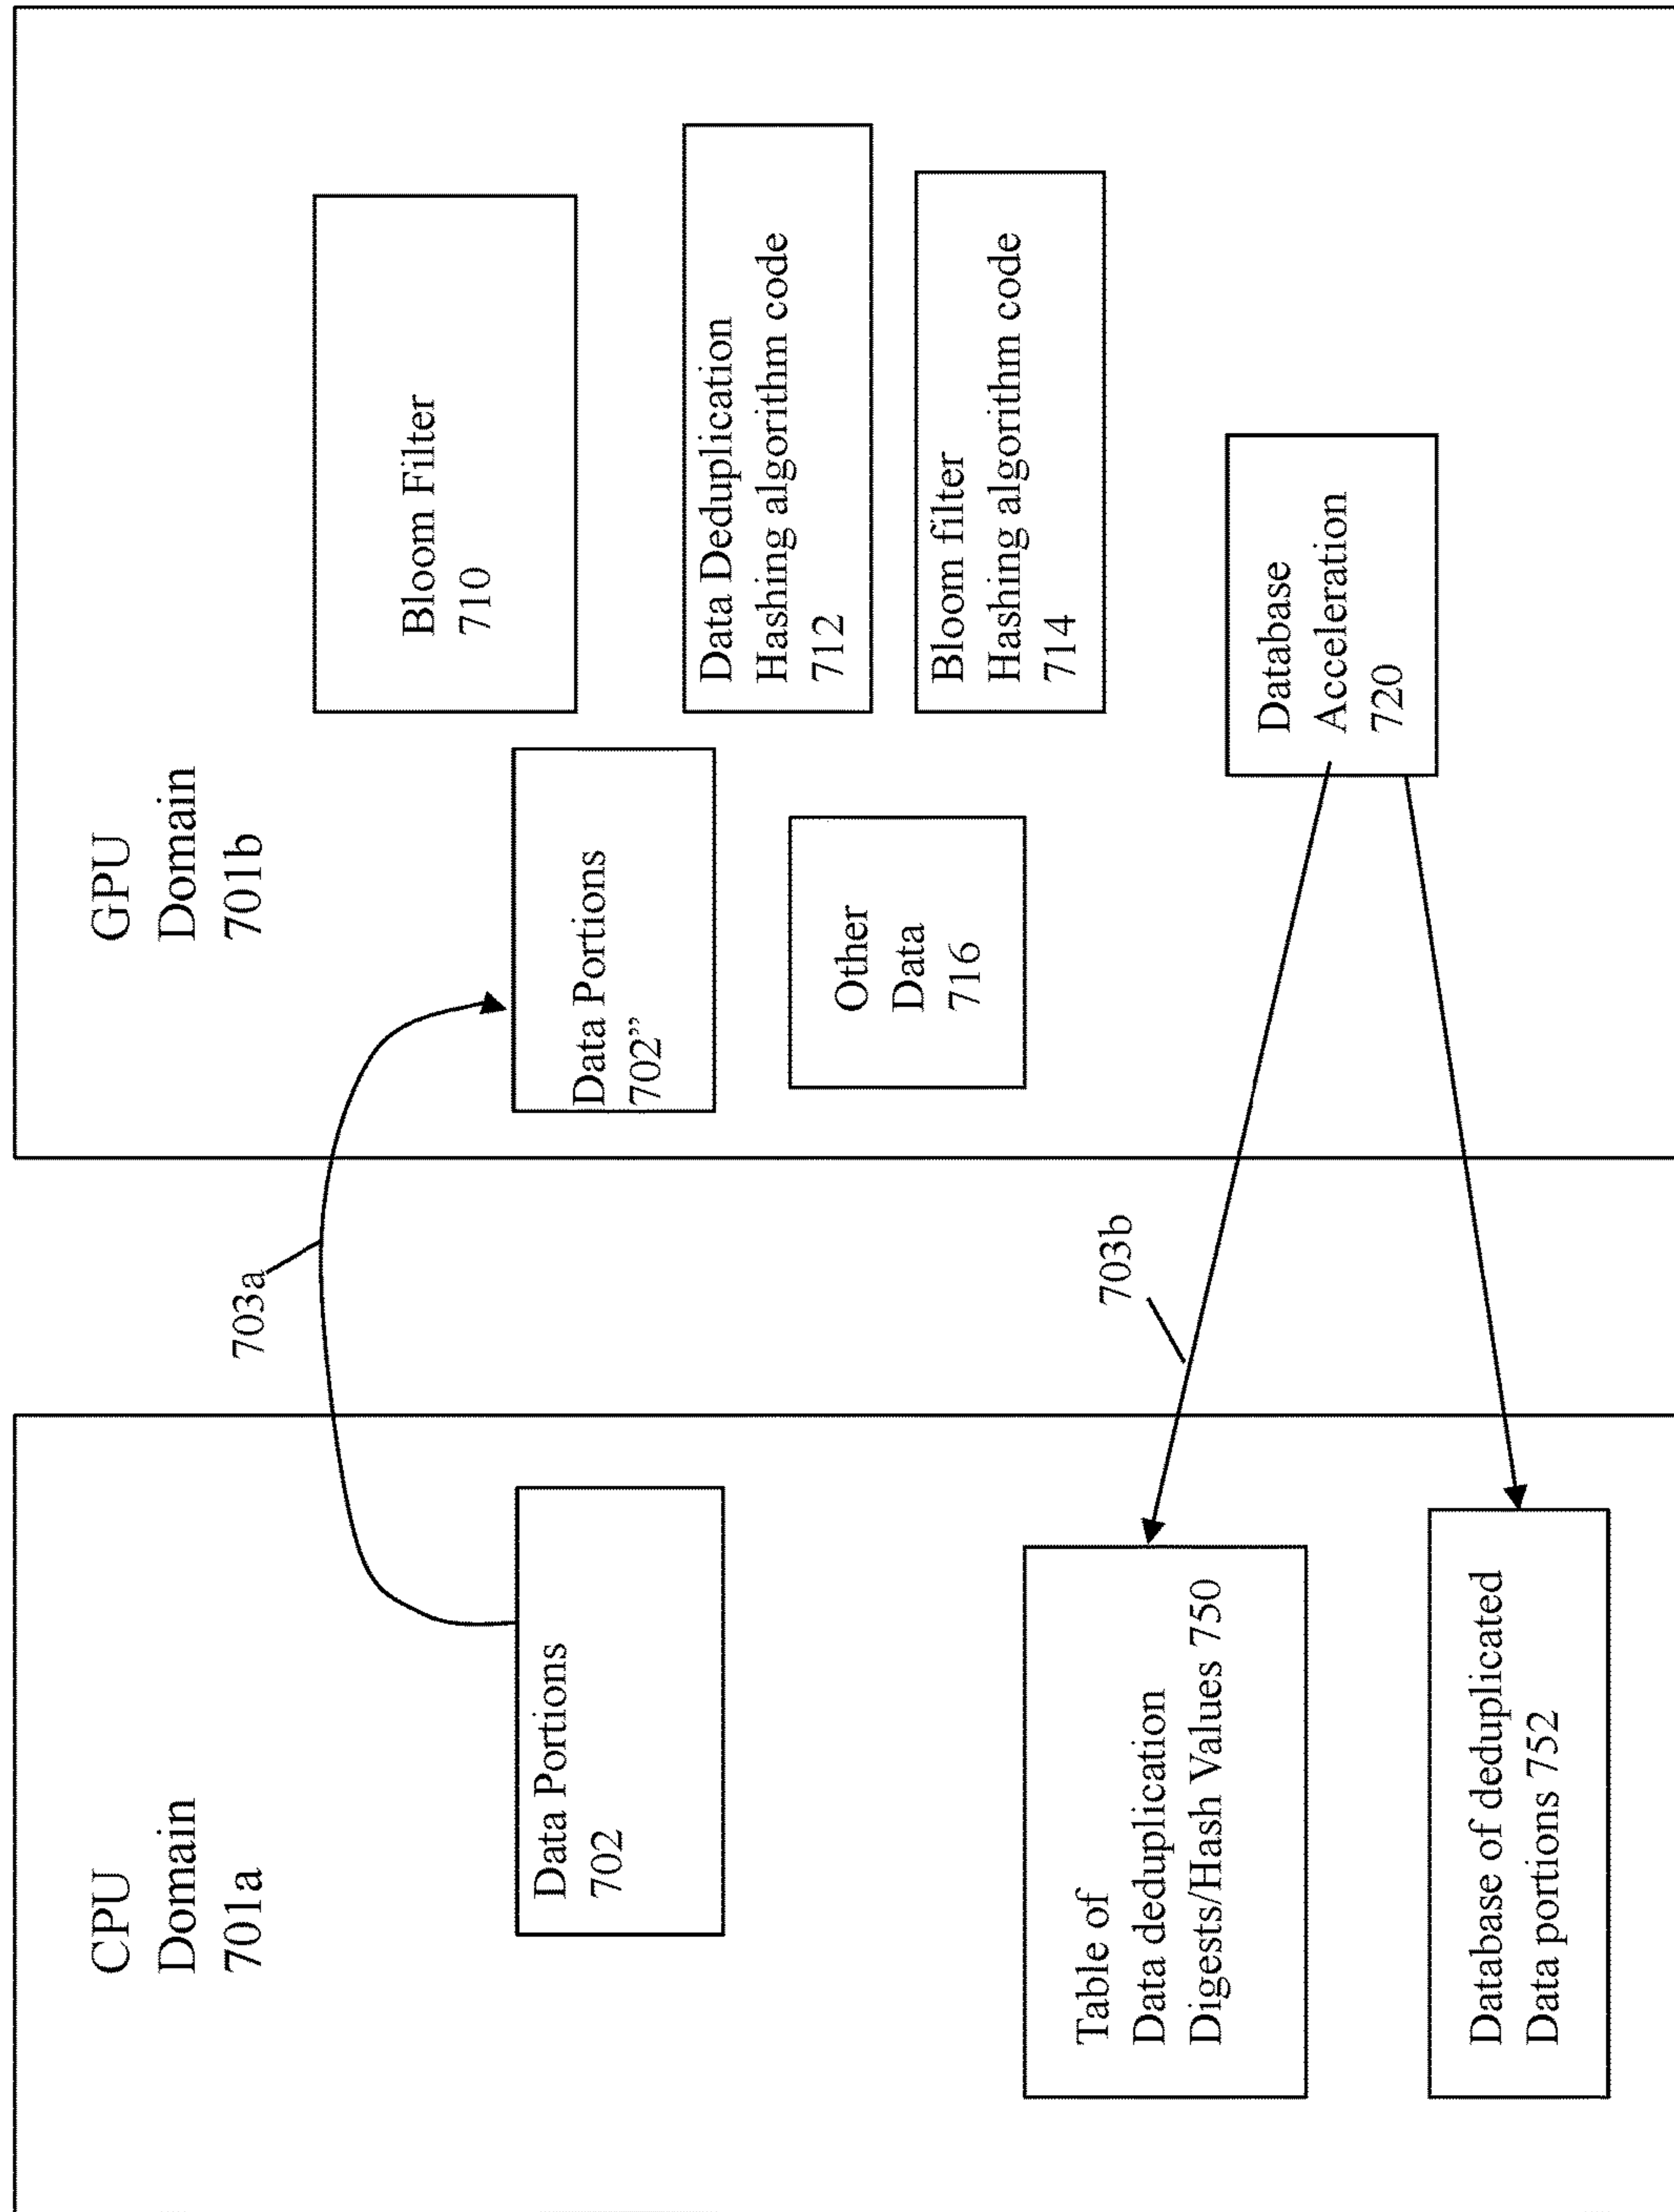 CPU
Domain
701a
Data Portions
702
Table of
Data deduplication
Digests/Hash Values 750
Database of deduplicated
Data portions 752
703a
703b
GPU
Domain
701b
Data Portions
702”
Other
Data
716
Bloom Filter
710
Data Deduplication
Hashing algorithm code
712
Bloom filter
Hashing algorithm code
714
Database
Acceleration
720